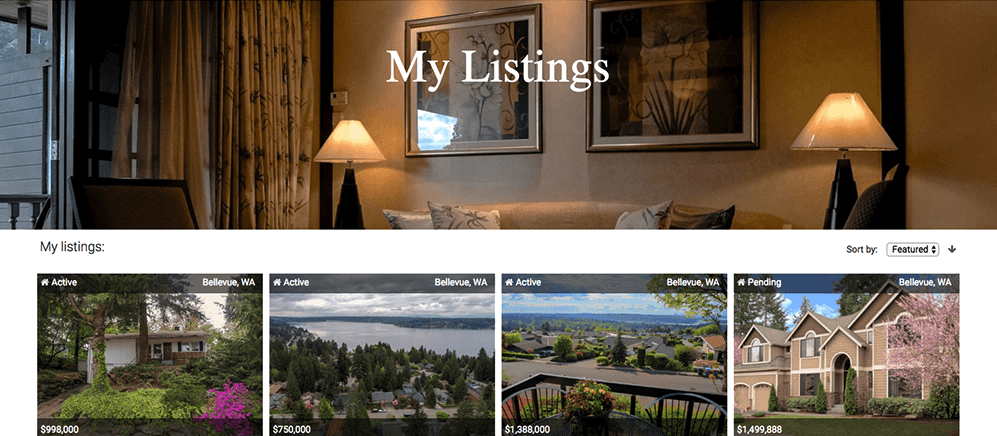 My Listings
My listings:
Sort by: Featured
Active Bellevue, WA
$998,000
Active Bellevue, WA
$750,000
Active Bellevue, WA
$1,388,000
Pending Bellevue, WA
$1,499,888